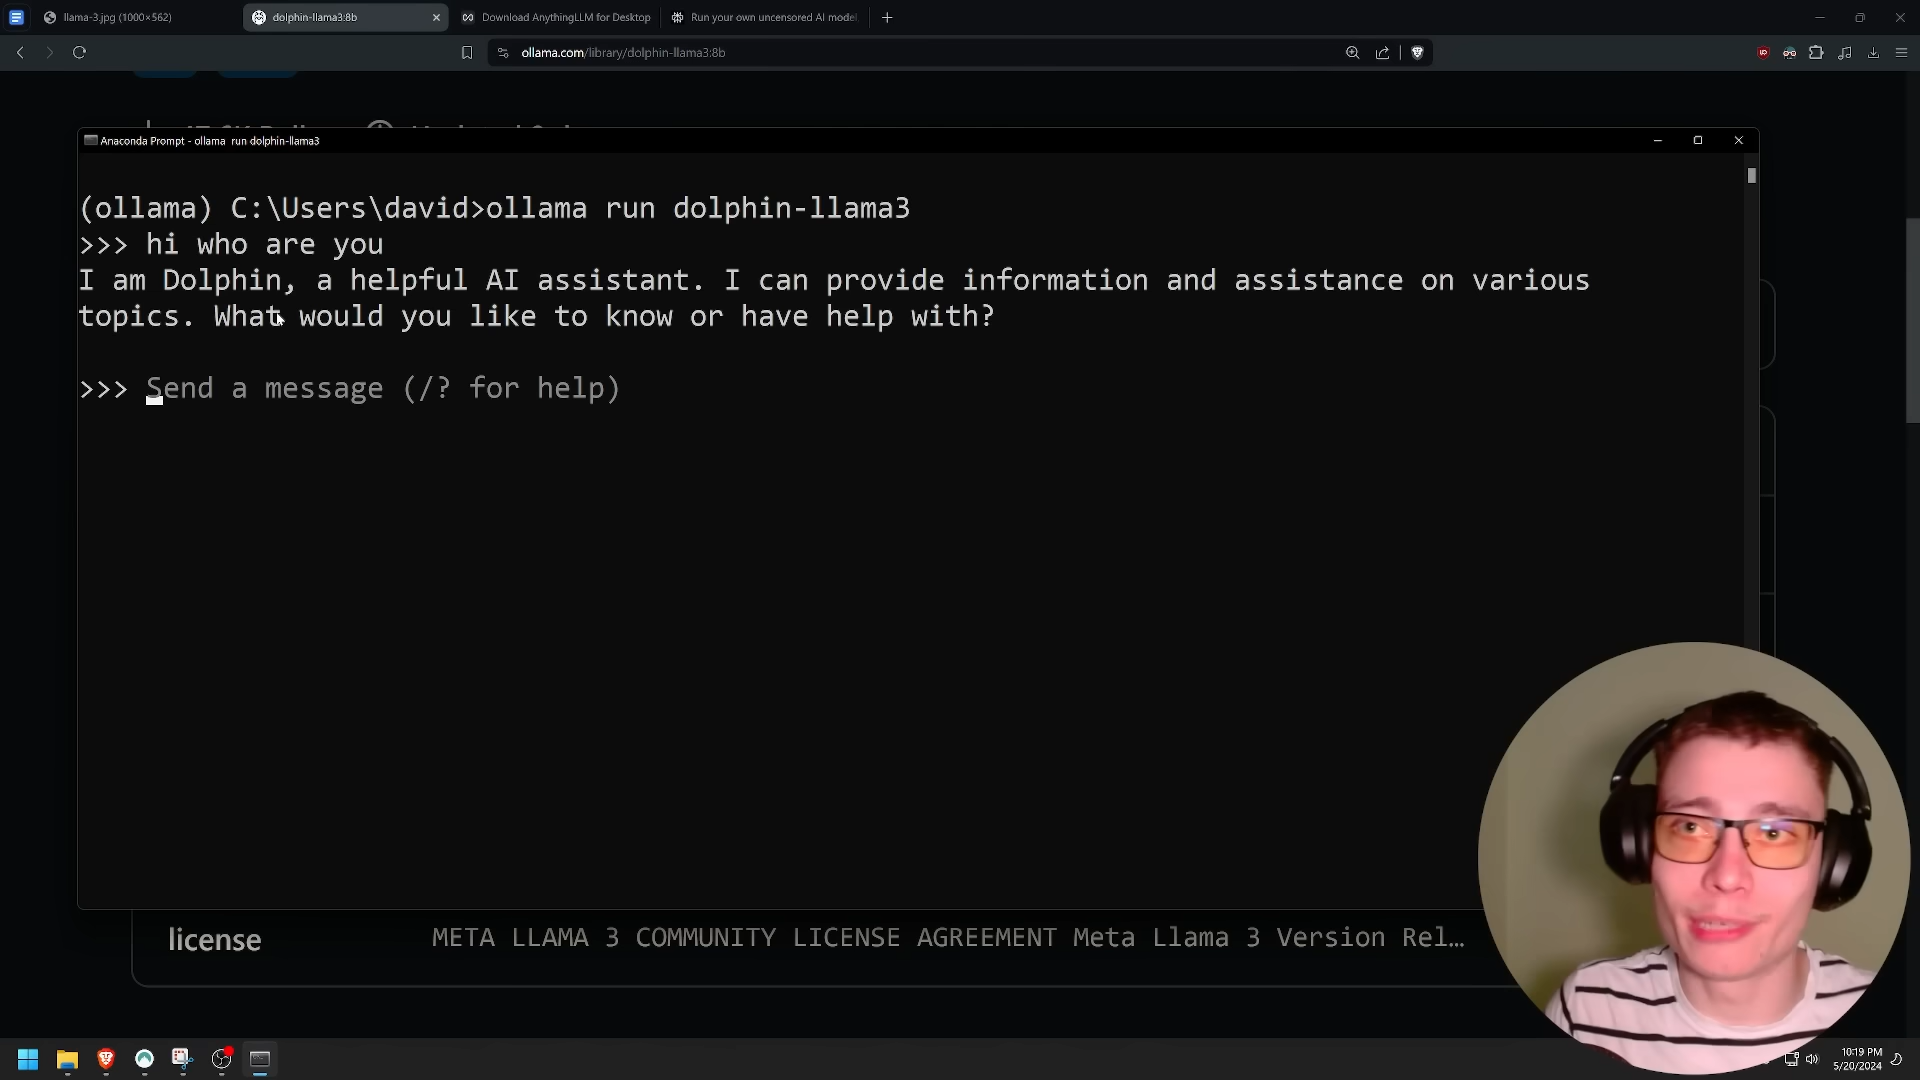 llama-3.jpg (1000×562)
dolphin-llama3:8b
Download AnythingLLM for Desktop
Run your own uncensored AI model
ollama.com/library/dolphin-llama3:8b
Anaconda Prompt - ollama  run dolphin-llama3
(ollama) C:\Users\david>ollama run dolphin-llama3
>>> hi who are you
I am Dolphin, a helpful AI assistant. I can provide information and assistance on various
topics. What would you like to know or have help with?
>>> Send a message (/? for help)
license
META LLAMA 3 COMMUNITY LICENSE AGREEMENT Meta Llama 3 Version Rel…
10:19 PM
5/20/2024